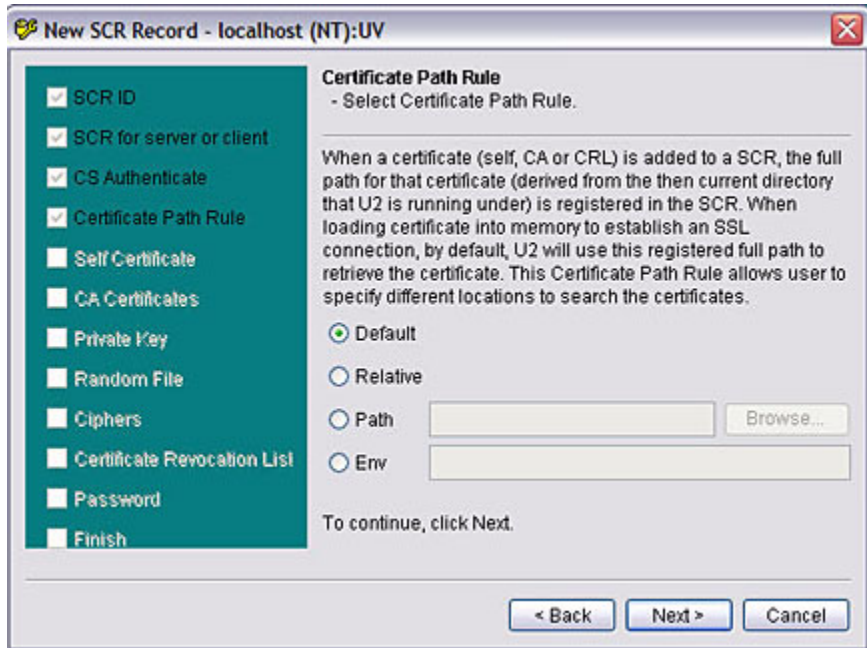 New SCR Record - localhost (NT):UV
SCR ID
SCR for server or client
CS Authenticate
Certificate Path Rule
Self Certificate
CA Certificates
Private Key
Random File
Ciphers
Certificate Revocation List
Password
Finish
Certificate Path Rule
- Select Certificate Path Rule.
When a certificate (self, CA or CRL) is added to a SCR, the full
path for that certificate (derived from the then current directory
that U2 is running under) is registered in the SCR. When
loading certificate into memory to establish an SSL
connection, by default, U2 will use this registered full path to
retrieve the certificate. This Certificate Path Rule allows user to
specify different locations to search the certificates.
Default
Relative
Path Browse...
Env
To continue, click Next.
< Back Next > Cancel